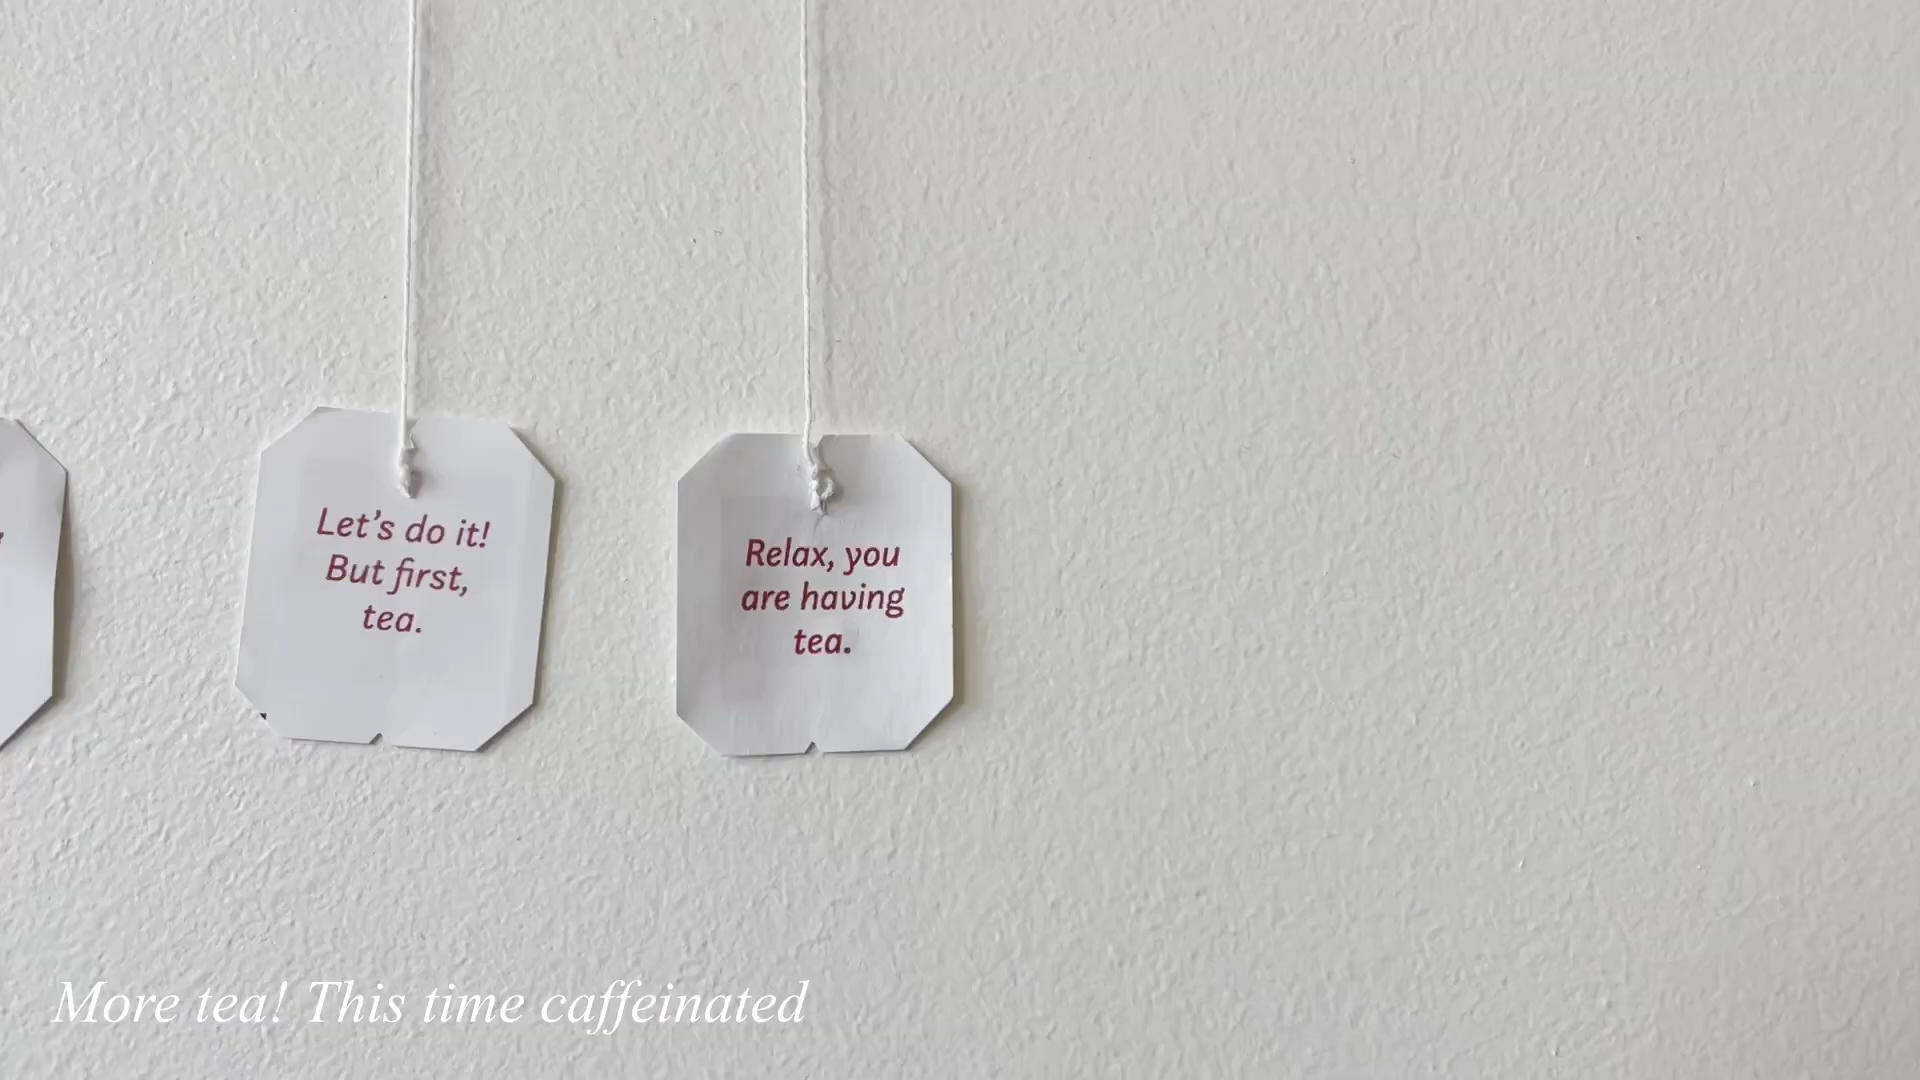 Let's do it!
But first,
tea.
Relax, you
are having
tea.
More tea! This time caffeinated